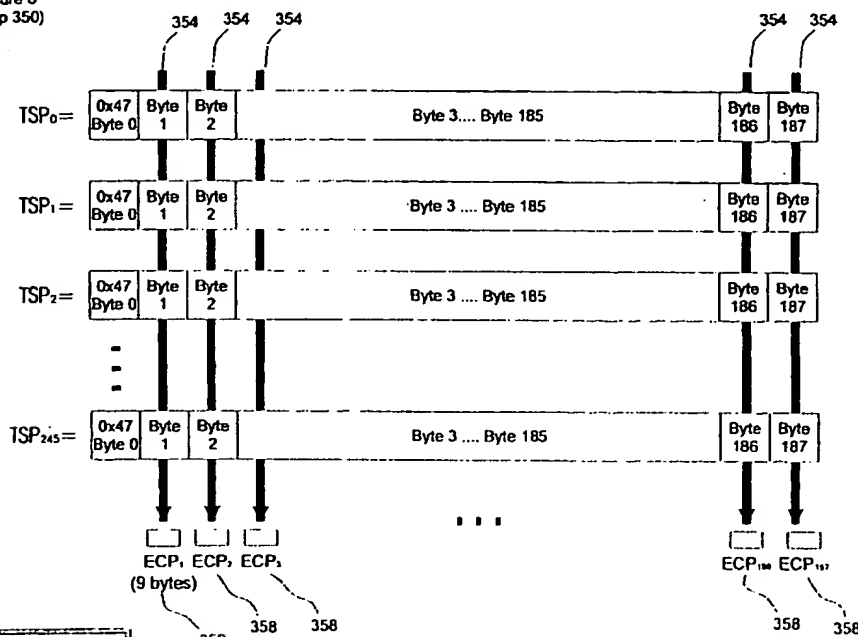 p 350)
354 354 354 354 354
TSP₀= 0x47 Byte 0 Byte 1 Byte 2 Byte 3.... Byte 185 Byte 186 Byte 187
TSP₁= 0x47 Byte 0 Byte 1 Byte 2 Byte 3 .... Byte 185 Byte 186 Byte 187
TSP₂= 0x47 Byte 0 Byte 1 Byte 2 Byte 3 .... Byte 185 Byte 186 Byte 187
TSP₂₄₅= 0x47 Byte 0 Byte 1 Byte 2 Byte 3 .... Byte 185 Byte 186 Byte 187
ECP₁ ECP₂ ECP₃ ... ECP₁₈₆ ECP₁₈₇
(9 bytes)
358 358 358 358